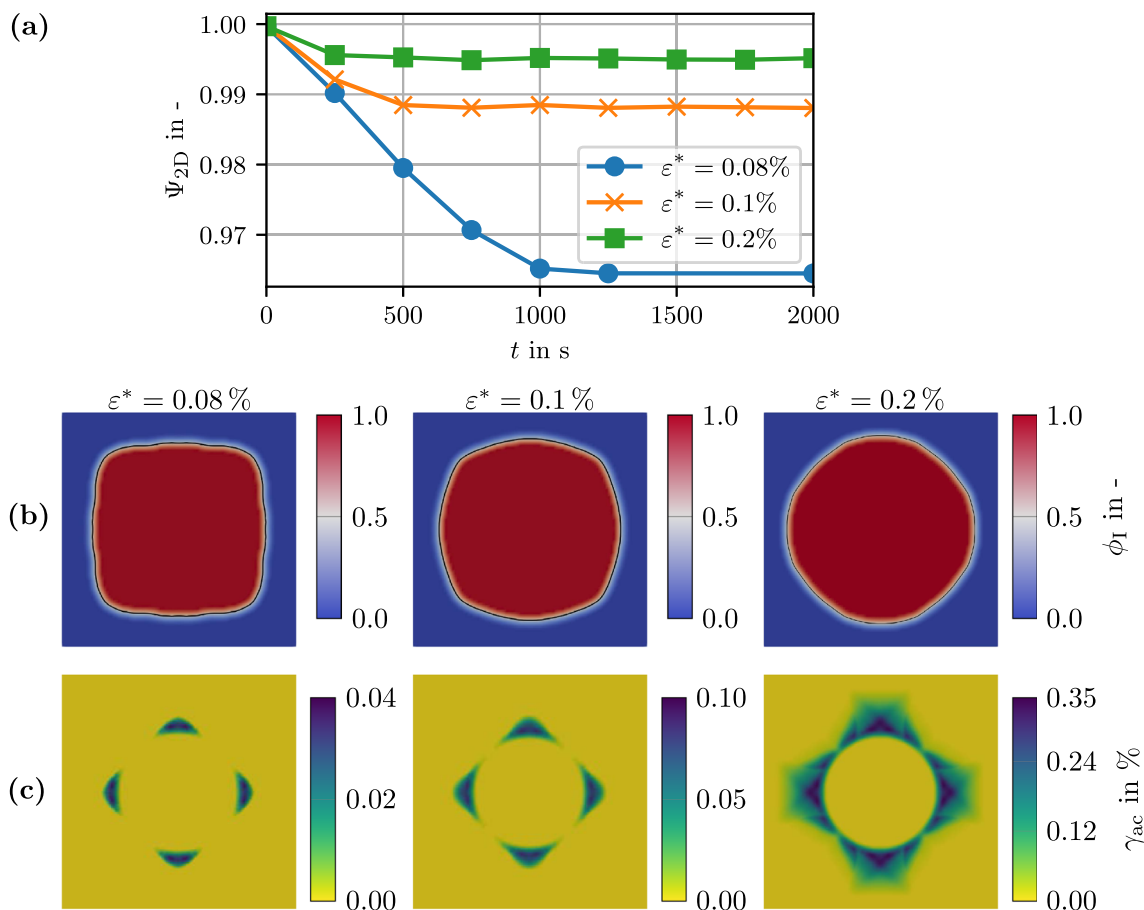 (a)
Ψ2D in -
1.00
0.99
0.98
0.97
ε* = 0.08%
ε* = 0.1%
ε* = 0.2%
0 500 1000 1500 2000
t in s
ε* = 0.08 % ε* = 0.1 % ε* = 0.2 %
(b)
1.0 1.0 1.0
0.5 0.5 0.5
0.0 0.0 0.0
ϕI in -
(c)
0.04 0.10 0.35
0.24
0.02 0.05
0.12
0.00 0.00 0.00
γac in %